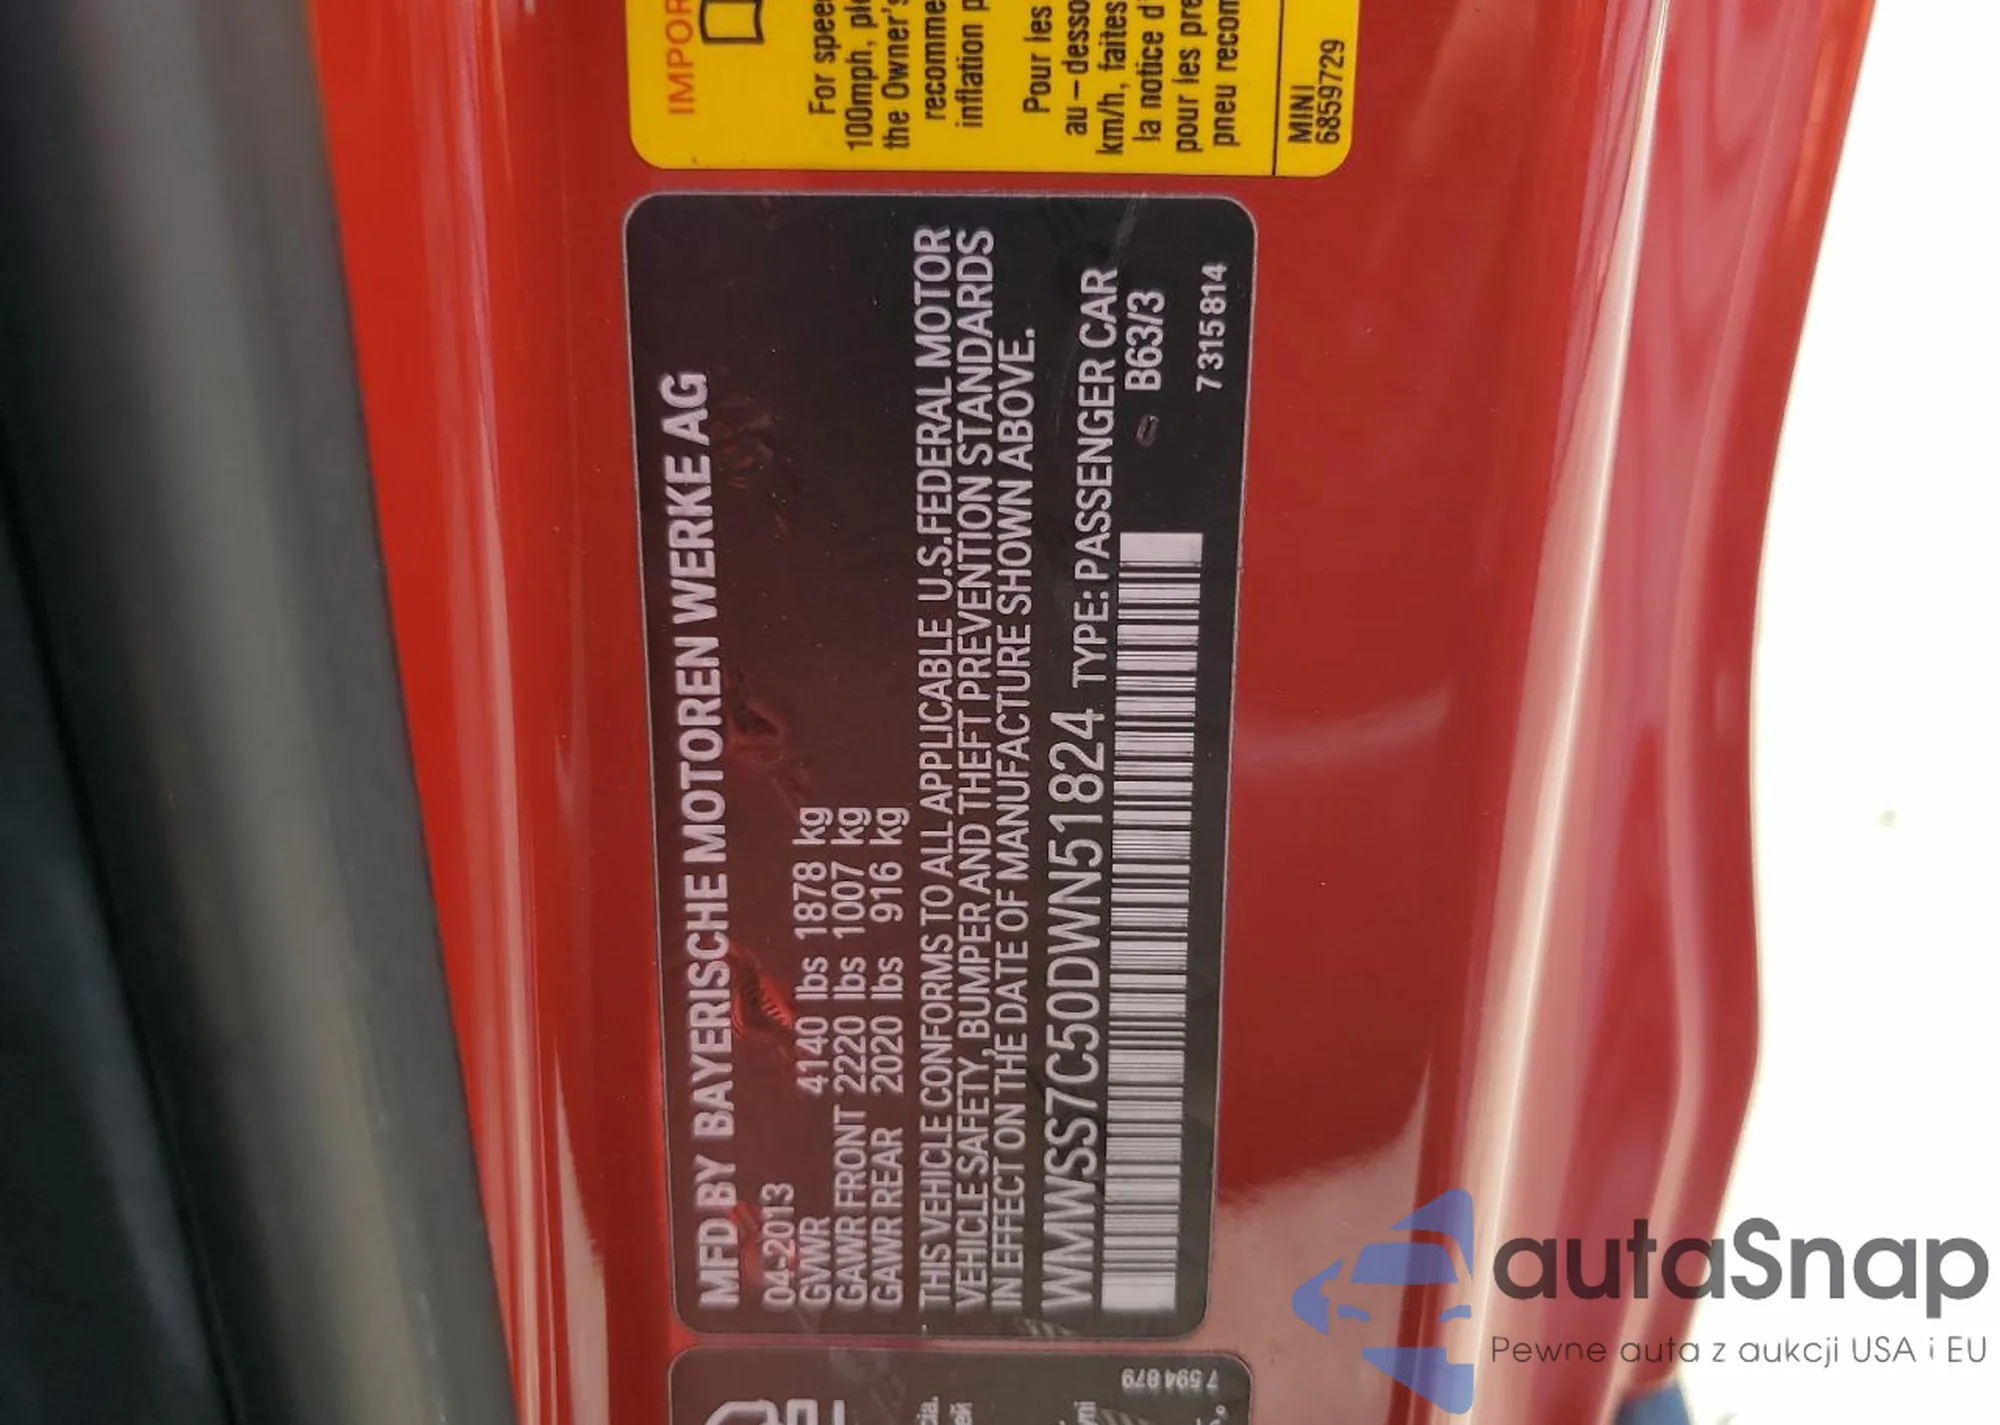 IMPOR
For spee
100mph, ple
the Owner's
recomme
inflation p
Pour les
au-desso
km/h, faites
la notice d'
pour les pre
pneu recom
MINI
6859729
MFD BY BAYERISCHE MOTOREN WERKE AG
04-2013
GVWR 4140 lbs 1878 kg
GAWR FRONT 2220 lbs 1007 kg
GAWR REAR 2020 lbs 916 kg
THIS VEHICLE CONFORMS TO ALL APPLICABLE U.S.FEDERAL MOTOR
VEHICLE SAFETY, BUMPER AND THEFT PREVENTION STANDARDS
IN EFFECT ON THE DATE OF MANUFACTURE SHOWN ABOVE.
WMWSS7C50DWN51824 TYPE: PASSENGER CAR
B63/3
7315814
7 594 879
autaSnap
Pewne auta z aukcji USA i EU